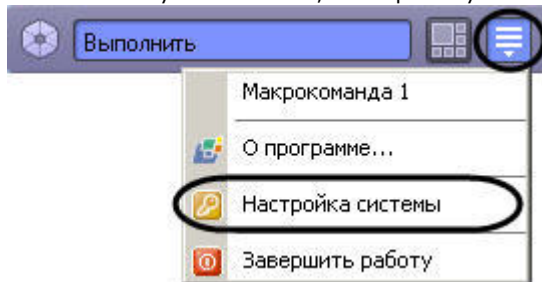 Выполнить
Макрокоманда 1
О программе...
Настройка системы
Завершить работу